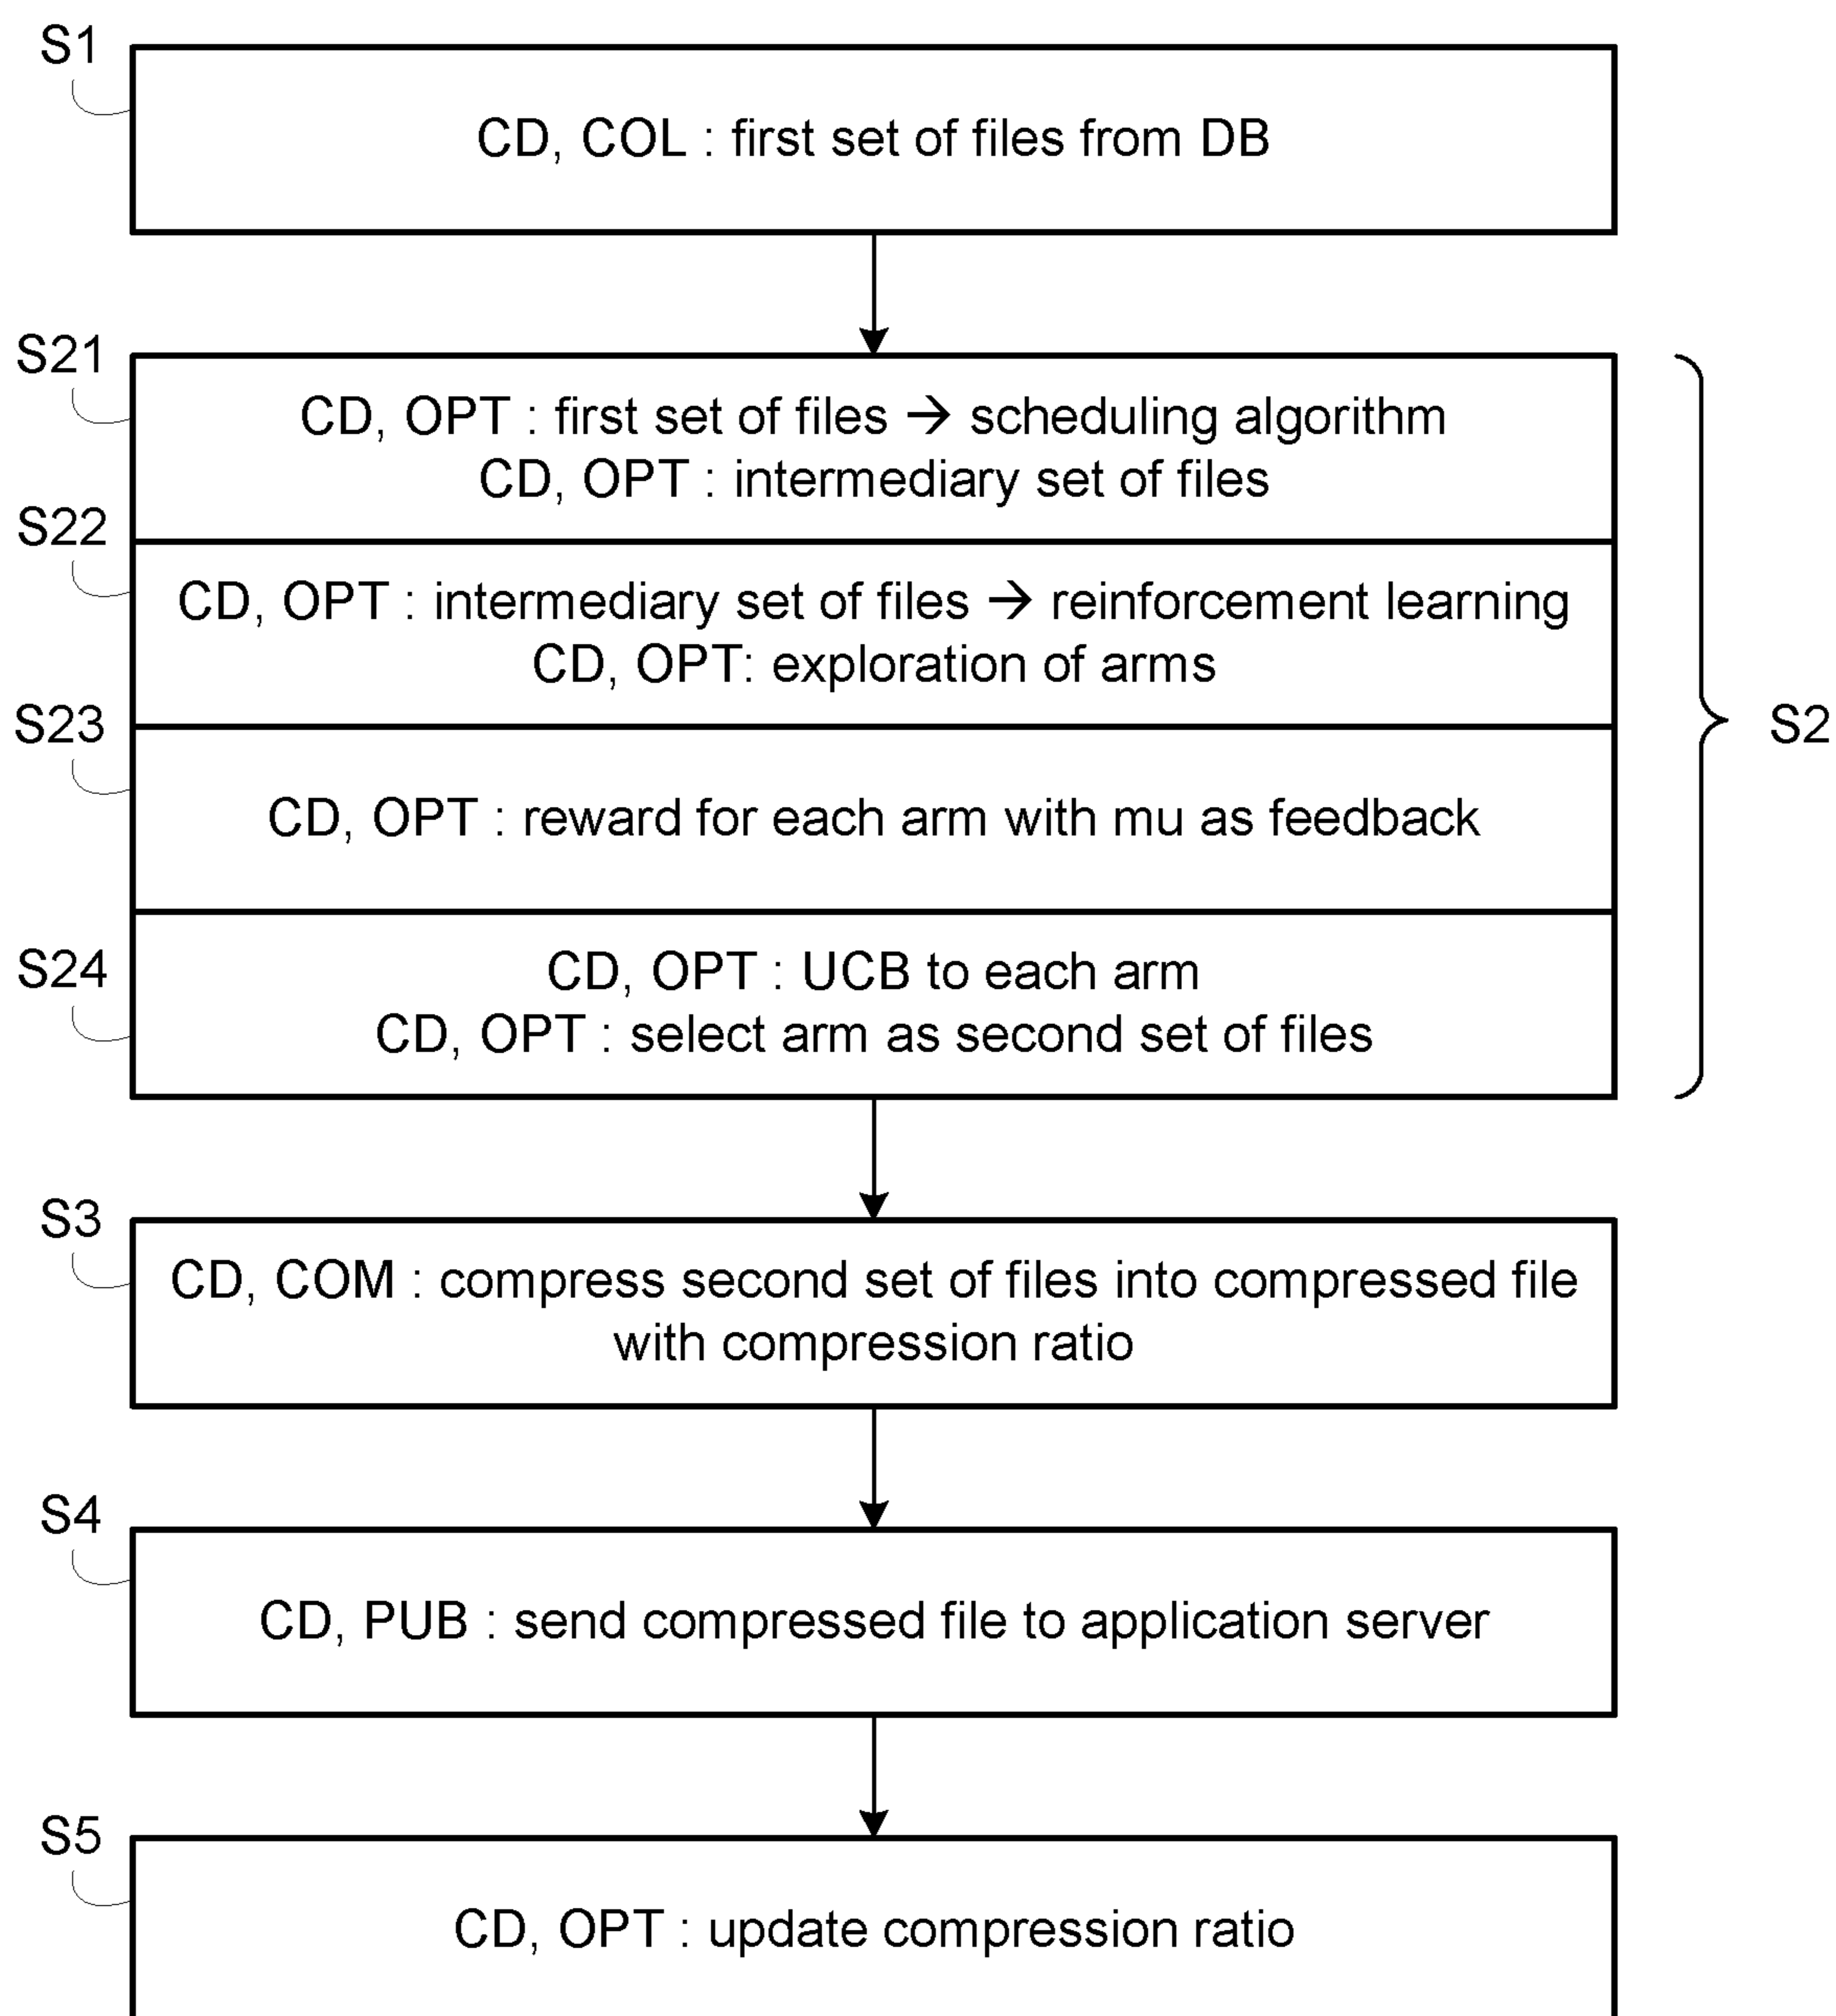 S1
CD, COL : first set of files from DB
S21
CD, OPT : first set of files → scheduling algorithm
CD, OPT : intermediary set of files
S22
CD, OPT : intermediary set of files → reinforcement learning
CD, OPT: exploration of arms
S23
S2
CD, OPT : reward for each arm with mu as feedback
S24
CD, OPT : UCB to each arm
CD, OPT : select arm as second set of files
S3
CD, COM : compress second set of files into compressed file
with compression ratio
S4
CD, PUB : send compressed file to application server
S5
CD, OPT : update compression ratio